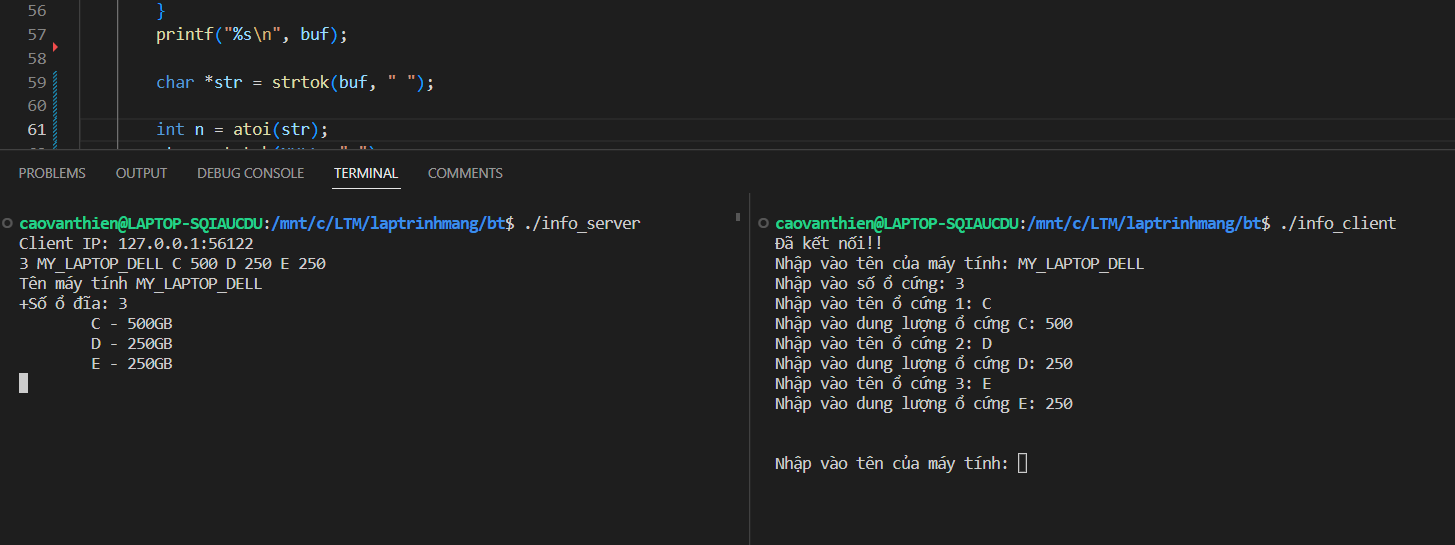 56 }
57 printf("%s\n", buf);
58
59 char *str = strtok(buf, " ");
60
61 int n = atoi(str);
PROBLEMS OUTPUT DEBUG CONSOLE TERMINAL COMMENTS
caovanthien@LAPTOP-SQIAUCDU:/mnt/c/LTM/laptrinhmang/bt$ ./info_server
Client IP: 127.0.0.1:56122
3 MY_LAPTOP_DELL C 500 D 250 E 250
Tên máy tính MY_LAPTOP_DELL
+Số ổ đĩa: 3
C - 500GB
D - 250GB
E - 250GB
caovanthien@LAPTOP-SQIAUCDU:/mnt/c/LTM/laptrinhmang/bt$ ./info_client
Đã kết nối!!
Nhập vào tên của máy tính: MY_LAPTOP_DELL
Nhập vào số ổ cứng: 3
Nhập vào tên ổ cứng 1: C
Nhập vào dung lượng ổ cứng C: 500
Nhập vào tên ổ cứng 2: D
Nhập vào dung lượng ổ cứng D: 250
Nhập vào tên ổ cứng 3: E
Nhập vào dung lượng ổ cứng E: 250
Nhập vào tên của máy tính: